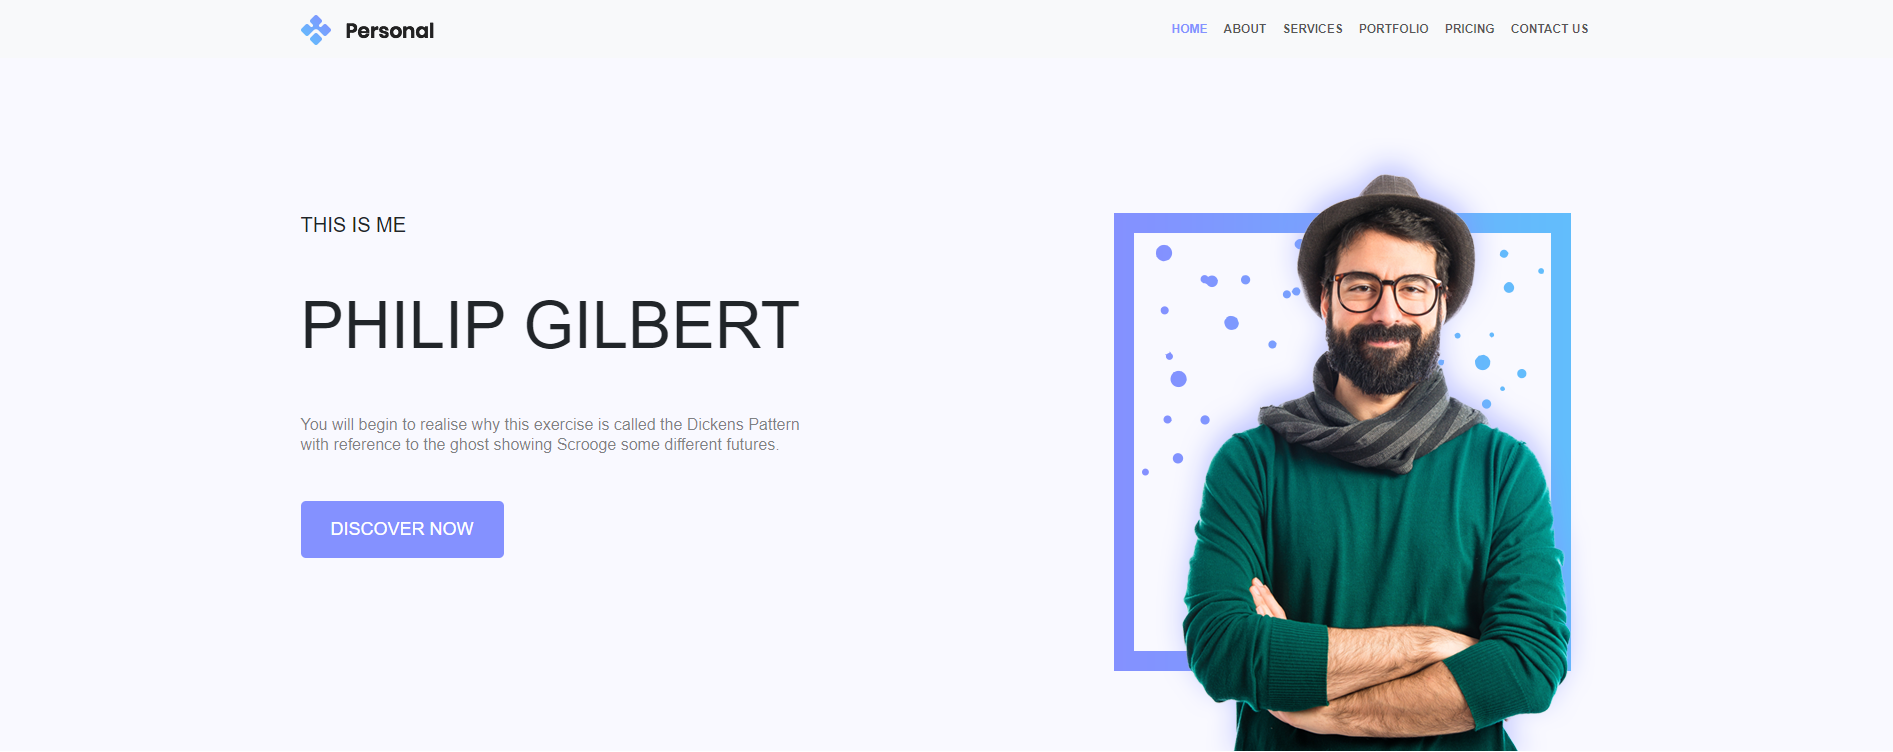 Personal
HOME ABOUT SERVICES PORTFOLIO PRICING CONTACT US
THIS IS ME
PHILIP GILBERT
You will begin to realise why this exercise is called the Dickens Pattern
with reference to the ghost showing Scrooge some different futures.
DISCOVER NOW